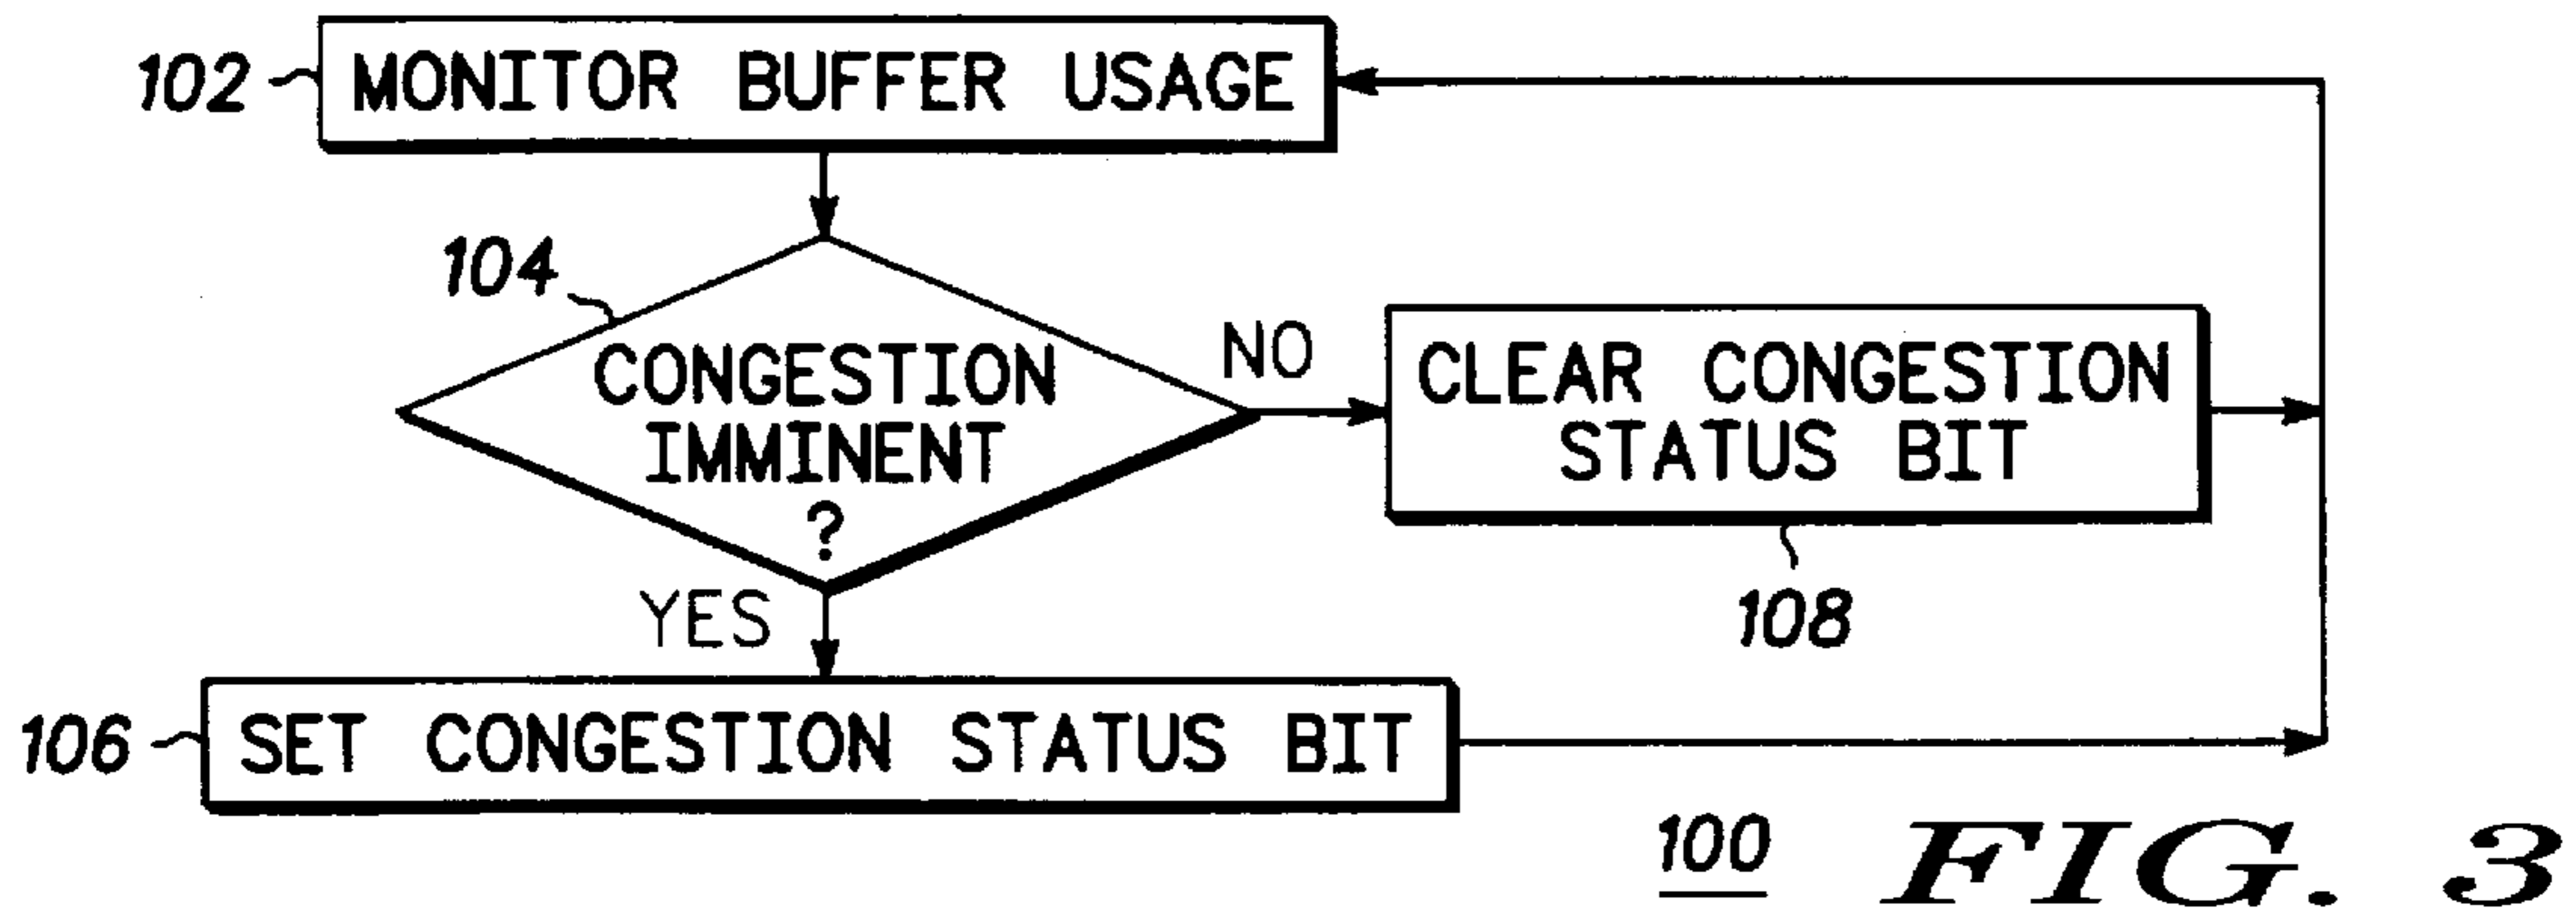 102
MONITOR BUFFER USAGE
104
CONGESTION
IMMINENT
?
NO
CLEAR CONGESTION
STATUS BIT
108
YES
106
SET CONGESTION STATUS BIT
100
FIG. 3